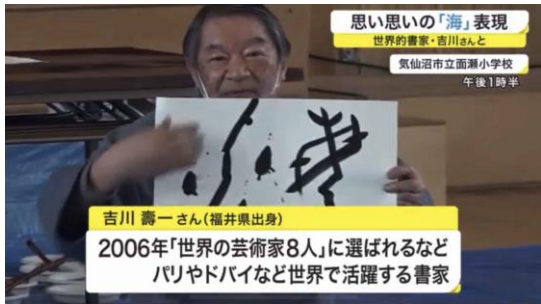 思い思いの「海」表現
世界的書家・吉川さんと
気仙沼市立面瀬小学校
午後1時半
吉川 壽一さん(福井県出身)
2006年「世界の芸術家8人」に選ばれるなど
パリやドバイなど世界で活躍する書家